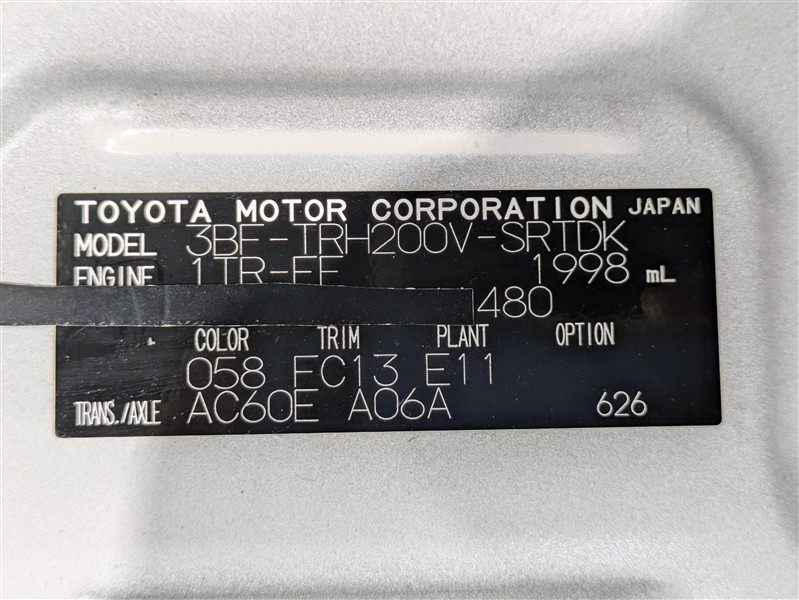 TOYOTA MOTOR CORPORATION JAPAN
MODEL 3BF-TRH200V-SRTDK
ENGINE 1TR-FE 1998 mL
480
COLOR TRIM PLANT OPTION
058 FC13 E11
TRANS./AXLE AC60E A06A 626